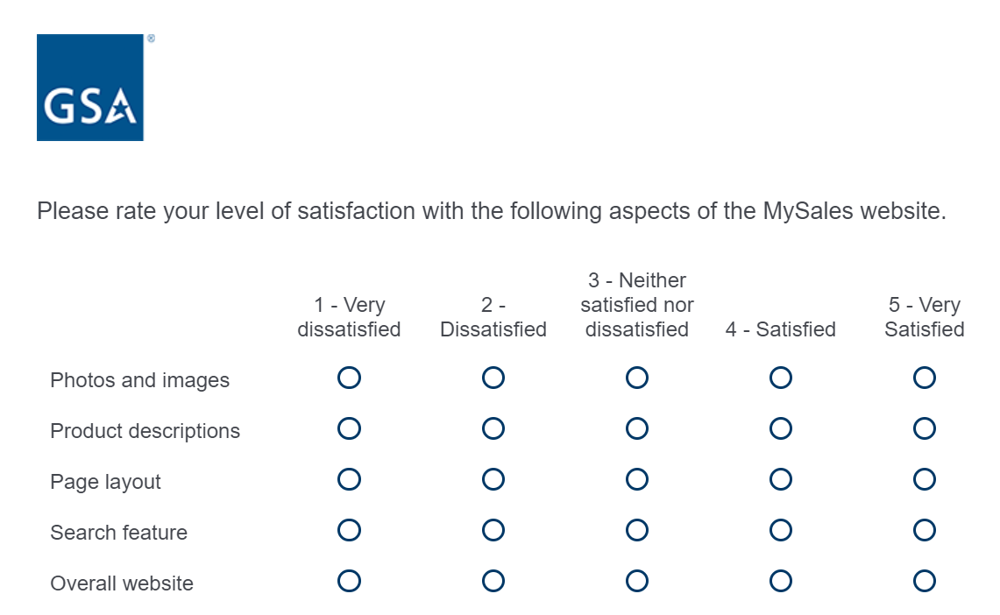 ®
GSA
Please rate your level of satisfaction with the following aspects of the MySales website.
3 - Neither
1 - Very 2 - satisfied nor 5 - Very
dissatisfied Dissatisfied dissatisfied 4 - Satisfied Satisfied
Photos and images
Product descriptions
Page layout
Search feature
Overall website